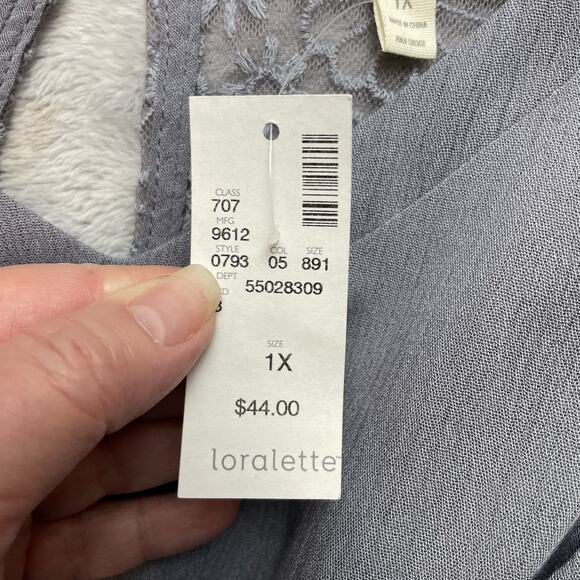 1X
MADE IN CHINA
CLASS
707
MFG
9612
STYLE COL SIZE
0793 05 891
DEPT
55028309
SIZE
1X
$44.00
loralette